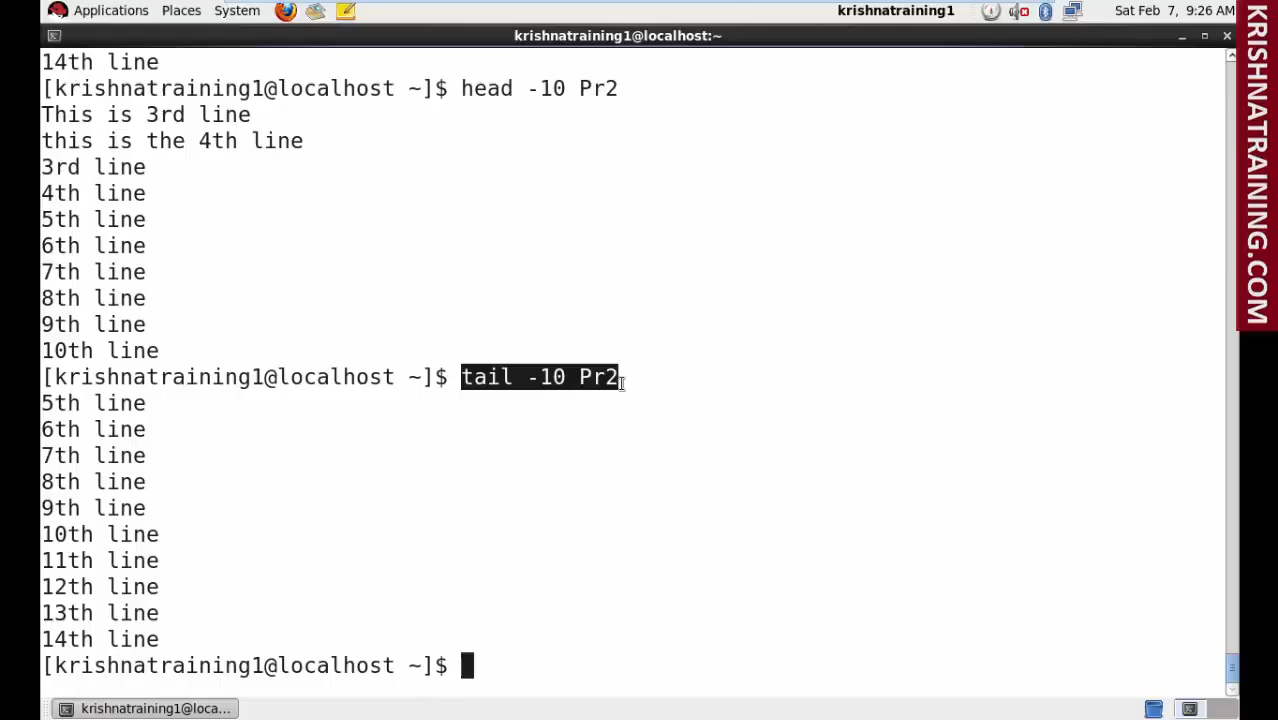 Applications Places System krishnatraining1 Sat Feb 7, 9:26 AM
krishnatraining1@localhost:~
14th line
[krishnatraining1@localhost ~]$ head -10 Pr2
This is 3rd line
this is the 4th line
3rd line
4th line
5th line
6th line
7th line
8th line
9th line
10th line
[krishnatraining1@localhost ~]$ tail -10 Pr2
5th line
6th line
7th line
8th line
9th line
10th line
11th line
12th line
13th line
14th line
[krishnatraining1@localhost ~]$
krishnatraining1@loca...
KRISHNATRAINING.COM